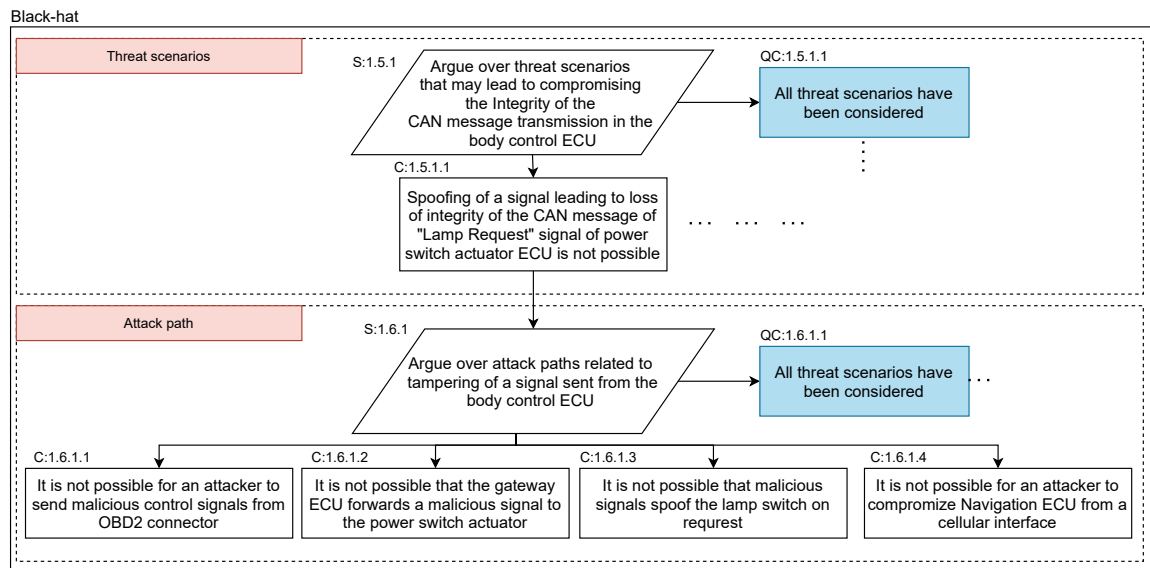 Black-hat
Threat scenarios
S:1.5.1
Argue over threat scenarios
that may lead to compromising
the Integrity of the
CAN message transmission in the
body control ECU
QC:1.5.1.1
All threat scenarios have
been considered
C:1.5.1.1
Spoofing of a signal leading to loss
of integrity of the CAN message of
"Lamp Request" signal of power
switch actuator ECU is not possible
... ... ...
Attack path
S:1.6.1
Argue over attack paths related to
tampering of a signal sent from the
body control ECU
QC:1.6.1.1
All threat scenarios have
been considered
...
C:1.6.1.1
It is not possible for an attacker to
send malicious control signals from
OBD2 connector
C:1.6.1.2
It is not possible that the gateway
ECU forwards a malicious signal to
the power switch actuator
C:1.6.1.3
It is not possible that malicious
signals spoof the lamp switch on
requrest
C:1.6.1.4
It is not possible for an attacker to
compromize Navigation ECU from a
cellular interface